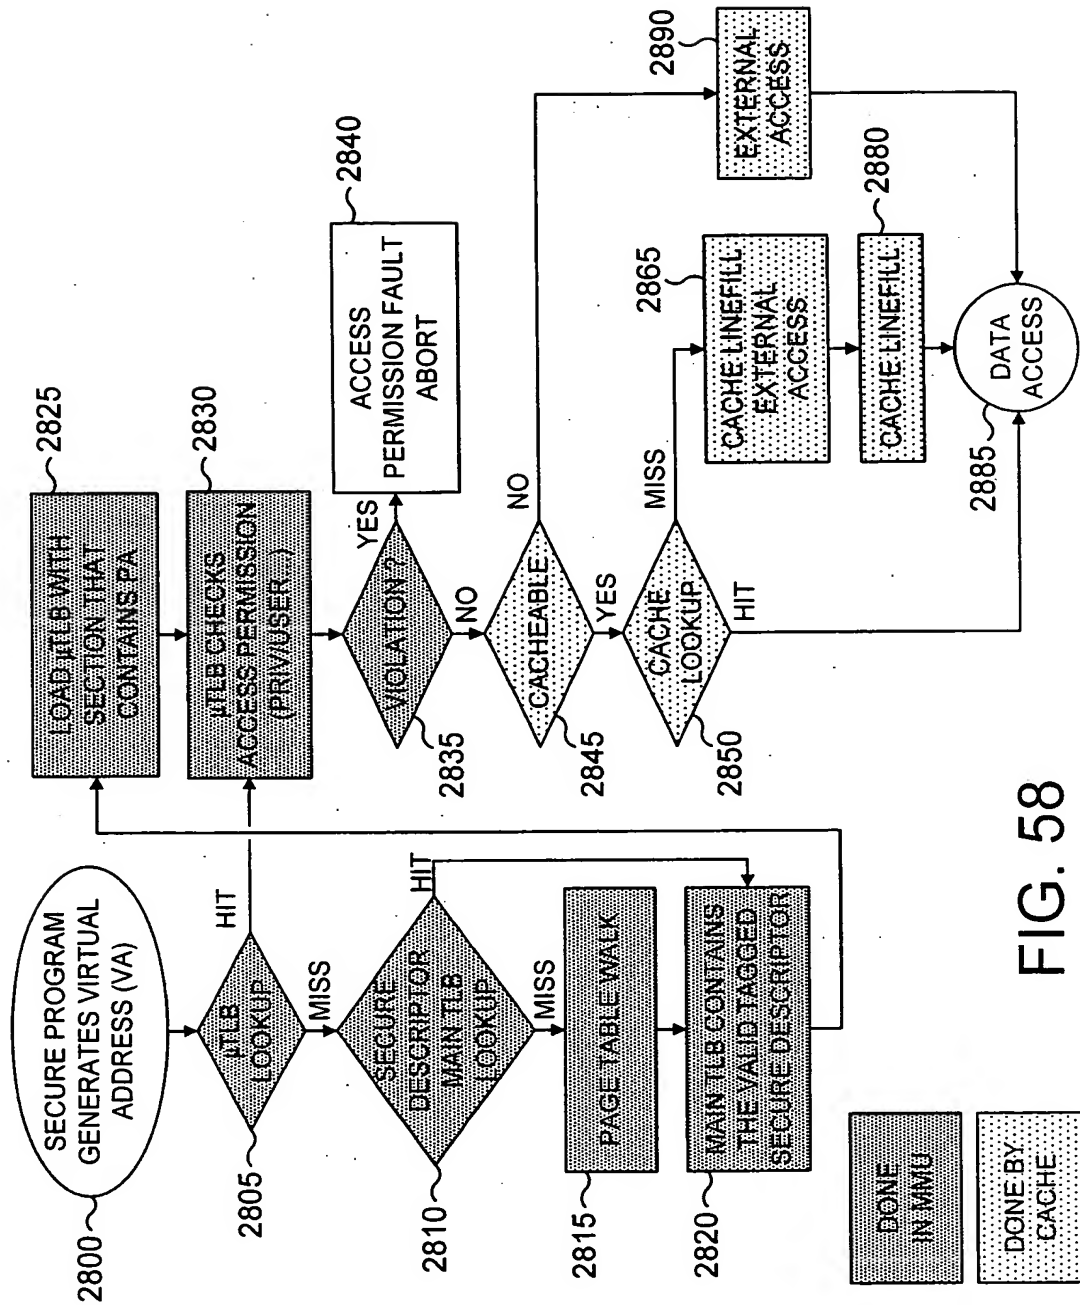 SECURE PROGRAM
GENERATES VIRTUAL
ADDRESS (VA)
2800
µTLB
LOOKUP
2805
HIT
MISS
SECURE
DESCRIPTOR
MAIN TLB
LOOKUP
2810
HIT
MISS
PAGE TABLE WALK
2815
MAIN TLB CONTAINS
THE VALID TAGGED
SECURE DESCRIPTOR
2820
LOAD µTLB WITH
SECTION THAT
CONTAINS PA
2825
µTLB CHECKS
ACCESS PERMISSION
(PRIV/USER...)
2830
VIOLATION ?
2835
YES
NO
ACCESS
PERMISSION FAULT
ABORT
2840
CACHEABLE
2845
NO
YES
CACHE
LOOKUP
2850
MISS
HIT
CACHE LINEFILL
EXTERNAL
ACCESS
2865
CACHE LINEFILL
2880
EXTERNAL
ACCESS
2890
DATA
ACCESS
2885
DONE
IN MMU
DONE BY
CACHE
FIG. 58